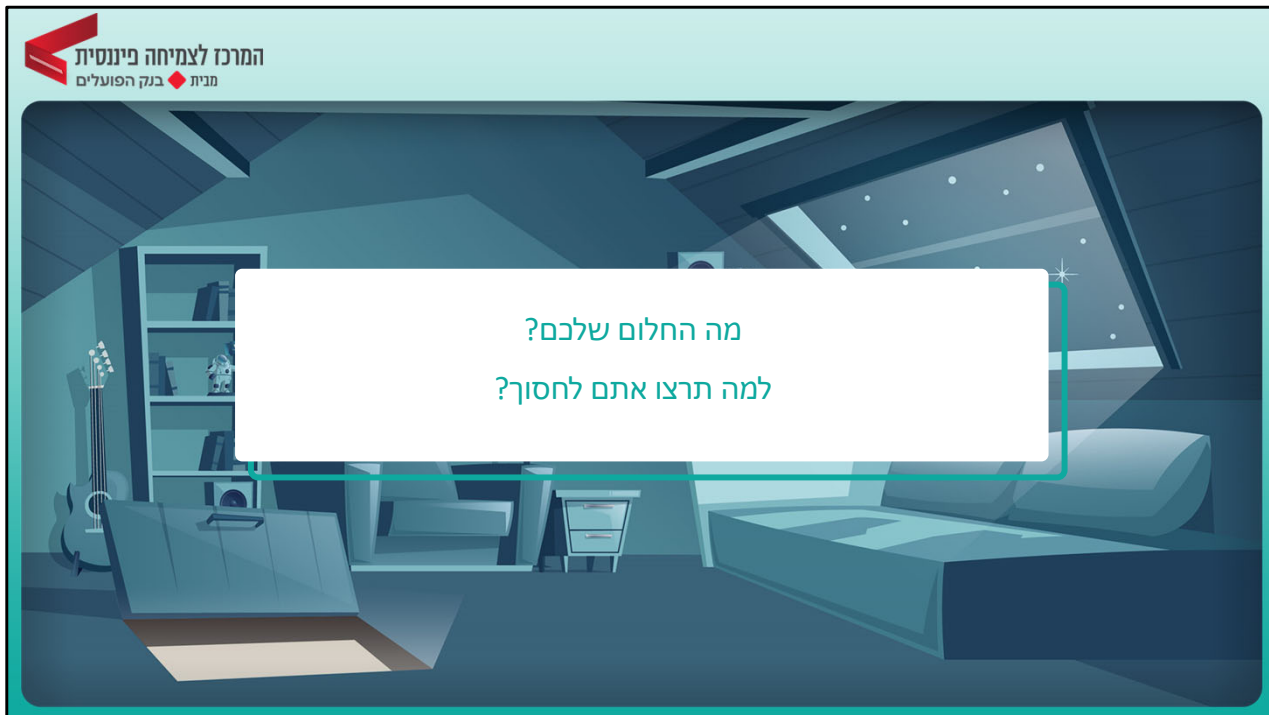 המרכז לצמיחה פיננסית
מבית בנק הפועלים
מה החלום שלכם?
למה תרצו אתם לחסוך?